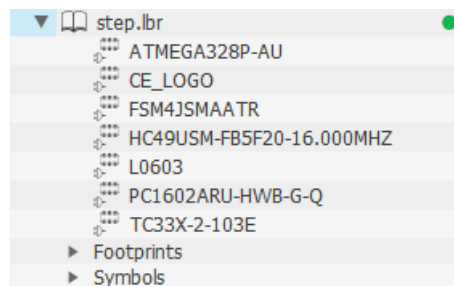 step.lbr
ATMEGA328P-AU
CE_LOGO
FSM4JSMAATR
HC49USM-FB5F20-16.000MHZ
L0603
PC1602ARU-HWB-G-Q
TC33X-2-103E
Footprints
Symbols